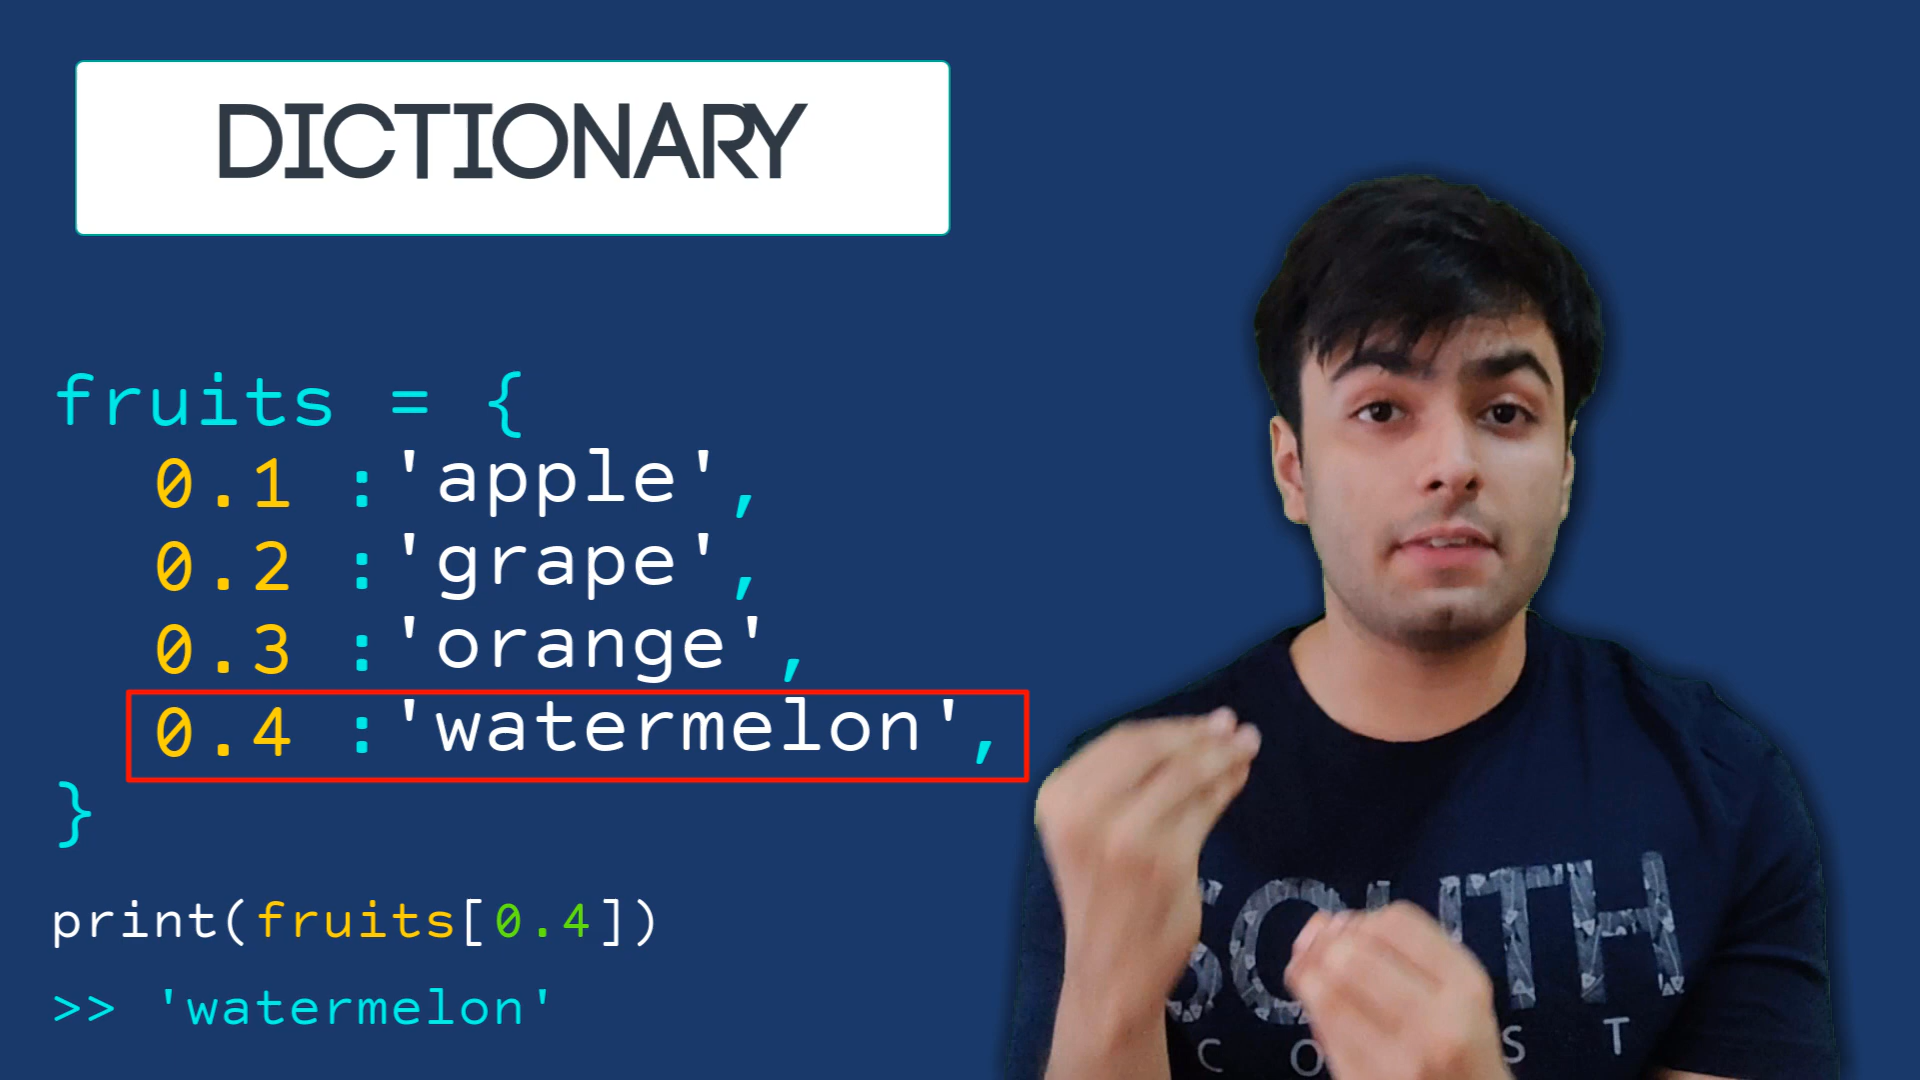 DICTIONARY
fruits = {
0.1 :'apple',
0.2 :'grape',
0.3 :'orange',
0.4 :'watermelon',
}
print(fruits[0.4])
>> 'watermelon'
SOUTH